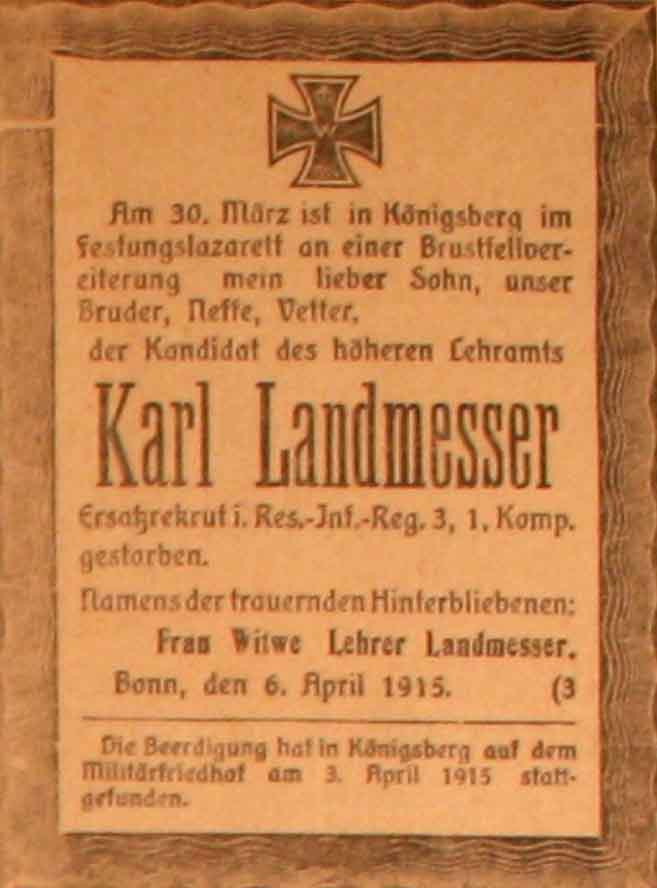 Am 30. März ist in Königsberg im
Festungslazarett an einer Brustfellver-
eiterung mein lieber Sohn, unser
Bruder, Neffe, Vetter,
der Kandidat des höheren Lehramts
Karl Landmesser
Ersatzrekrut i. Res.-Inf.-Reg. 3, 1. Komp.
gestorben.
Namens der trauernden Hinterbliebenen:
Frau Witwe Lehrer Landmesser.
Bonn, den 6. April 1915. (3
Die Beerdigung hat in Königsberg auf dem
Militärfriedhof am 3. April 1915 statt-
gefunden.